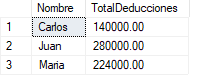 Nombre TotalDeducciones
1 Carlos 140000.00
2 Juan 280000.00
3 Maria 224000.00